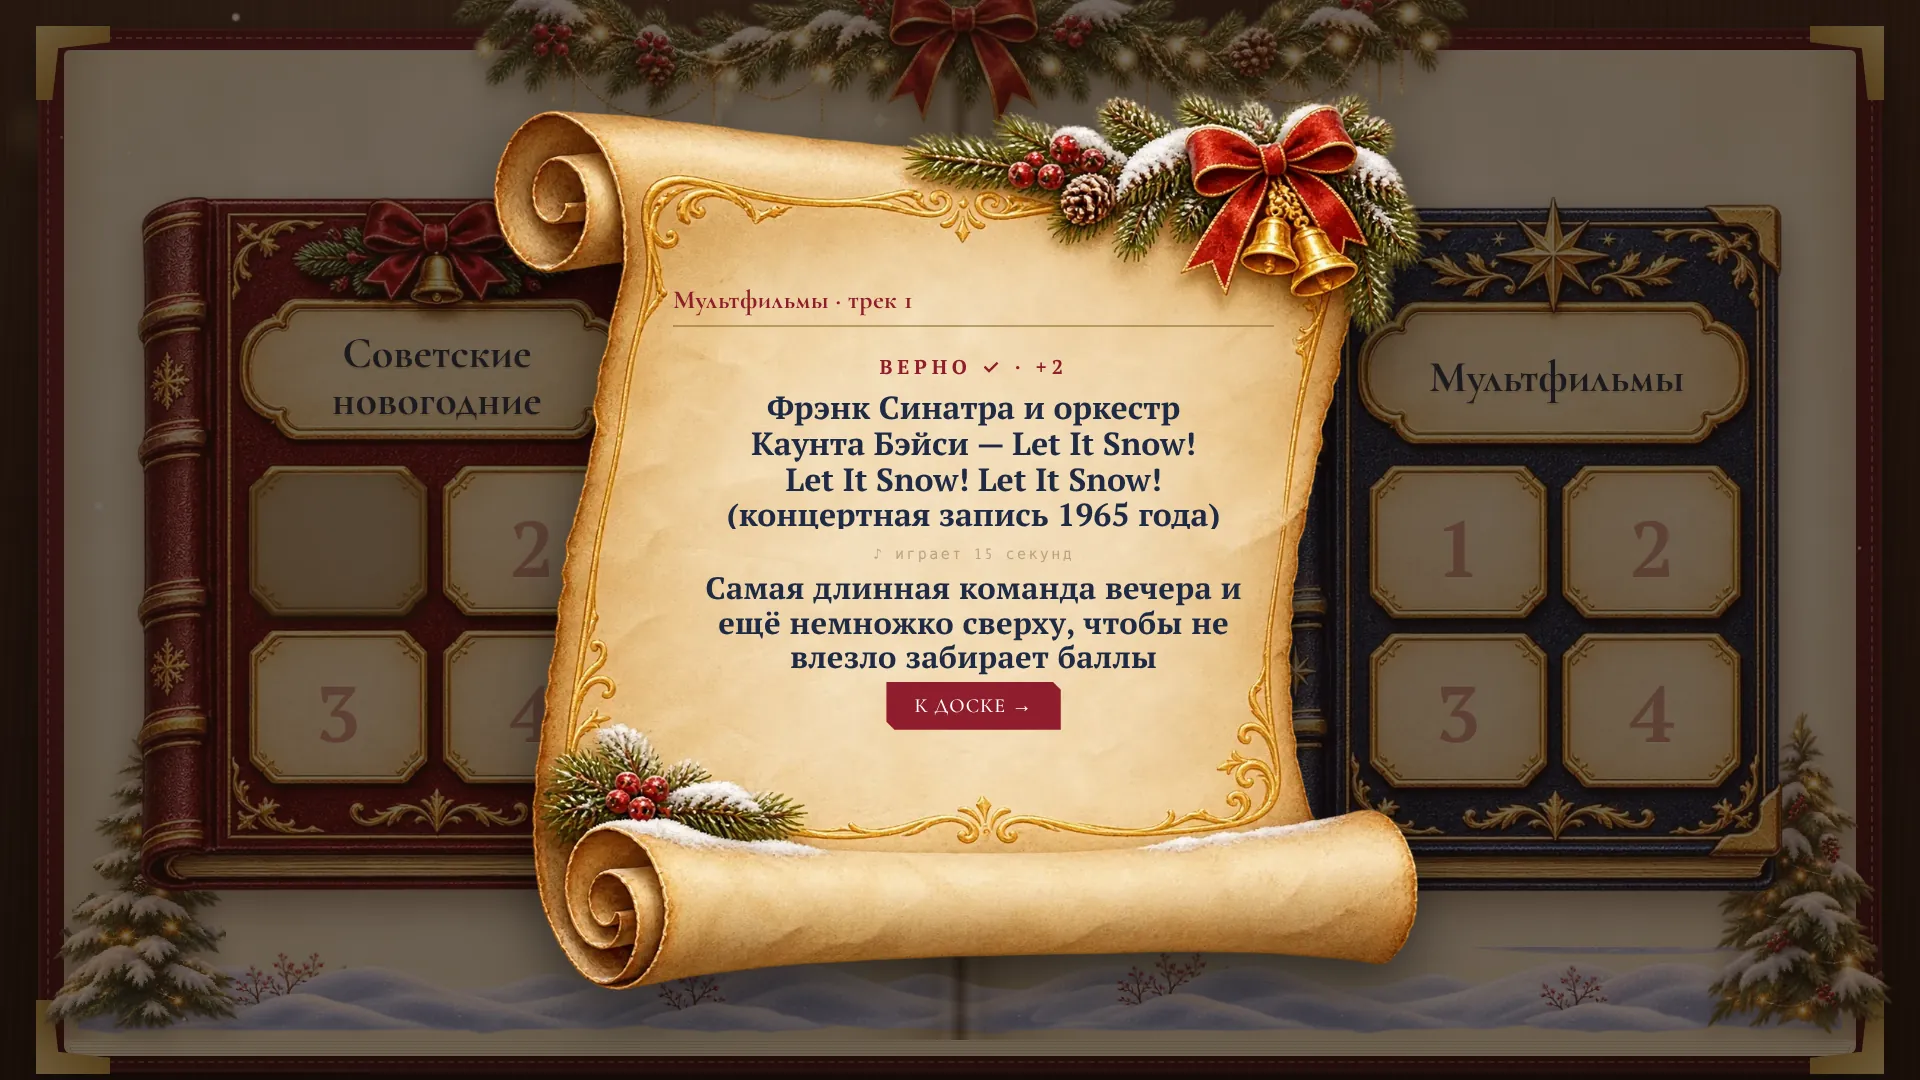 Советские
новогодние
2
3
4
Мультфильмы · трек 1
ВЕРНО ✓ · +2
Фрэнк Синатра и оркестр
Каунта Бэйси — Let It Snow!
Let It Snow! Let It Snow!
(концертная запись 1965 года)
♪ играет 15 секунд
Самая длинная команда вечера и
ещё немножко сверху, чтобы не
влезло забирает баллы
К ДОСКЕ →
Мультфильмы
1 2
3 4